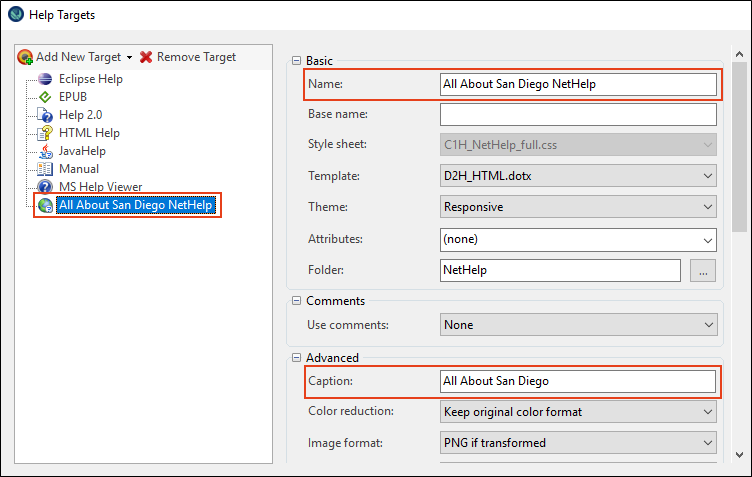 Help Targets
Add New Target
Remove Target
Eclipse Help
EPUB
Help 2.0
HTML Help
JavaHelp
Manual
MS Help Viewer
All About San Diego NetHelp
Basic
Name: All About San Diego NetHelp
Base name:
Style sheet: C1H_NetHelp_full.css
Template: D2H_HTML.dotx
Theme: Responsive
Attributes: (none)
Folder: NetHelp ...
Comments
Use comments: None
Advanced
Caption: All About San Diego
Color reduction: Keep original color format
Image format: PNG if transformed